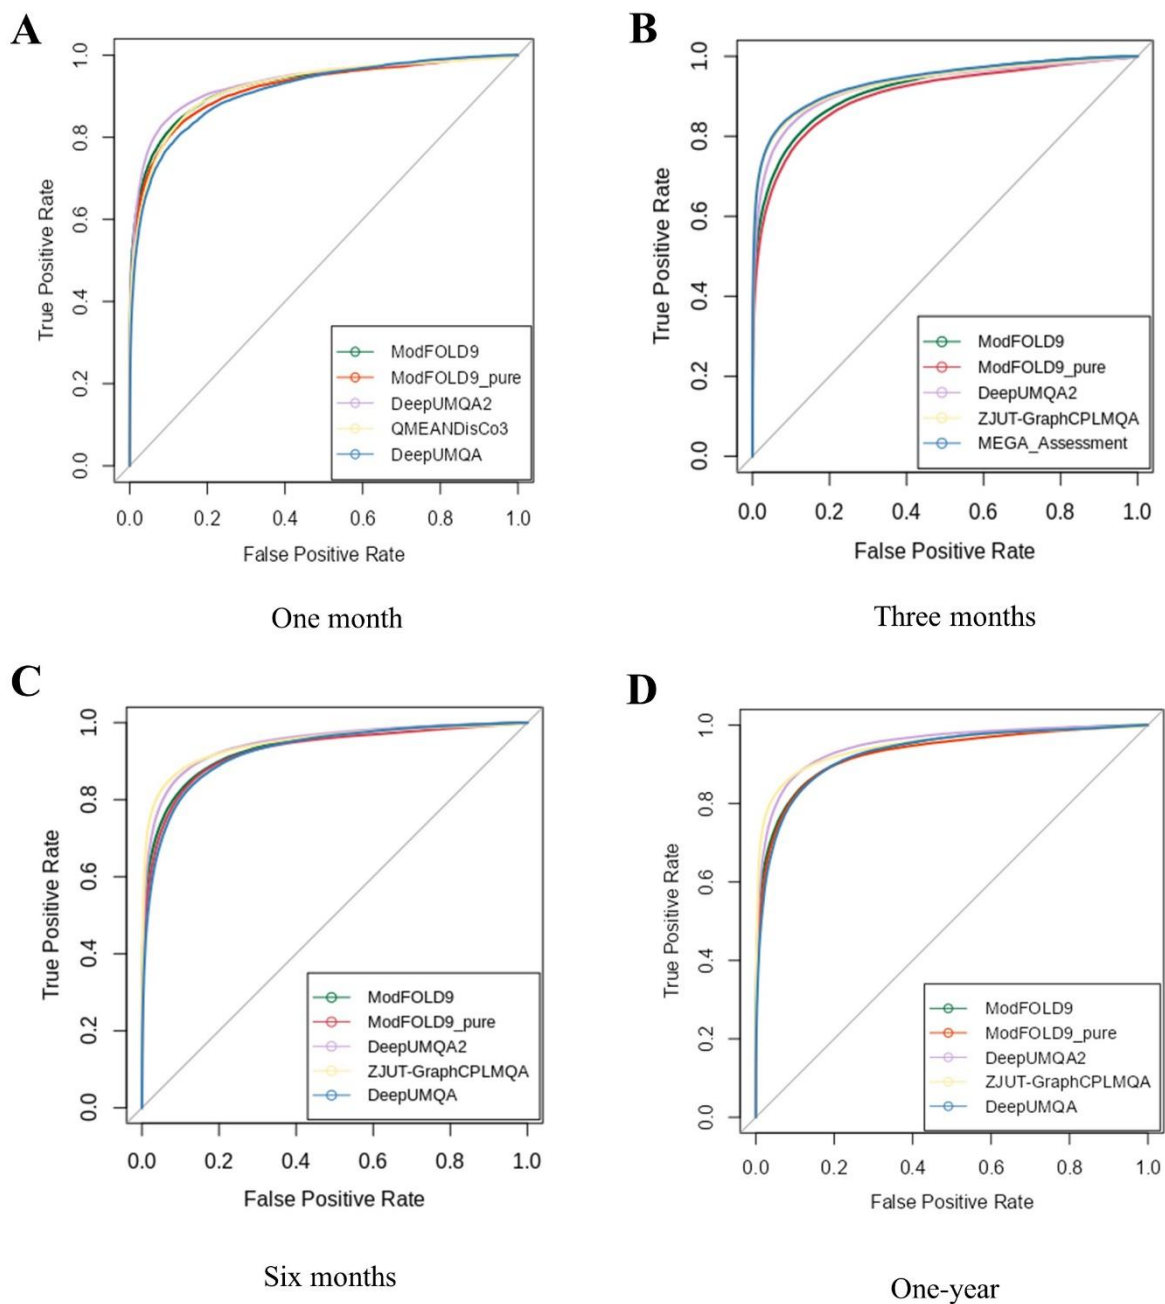 A
True Positive Rate
1.0
0.8
0.6
0.4
0.2
0.0
ModFOLD9
ModFOLD9_pure
DeepUMQA2
QMEANDisCo3
DeepUMQA
0.0 0.2 0.4 0.6 0.8 1.0
False Positive Rate
One month
B
True Positive Rate
1.0
0.8
0.6
0.4
0.2
0.0
ModFOLD9
ModFOLD9_pure
DeepUMQA2
ZJUT-GraphCPLMQA
MEGA_Assessment
0.0 0.2 0.4 0.6 0.8 1.0
False Positive Rate
Three months
C
True Positive Rate
1.0
0.8
0.6
0.4
0.2
0.0
ModFOLD9
ModFOLD9_pure
DeepUMQA2
ZJUT-GraphCPLMQA
DeepUMQA
0.0 0.2 0.4 0.6 0.8 1.0
False Positive Rate
Six months
D
True Positive Rate
1.0
0.8
0.6
0.4
0.2
0.0
ModFOLD9
ModFOLD9_pure
DeepUMQA2
ZJUT-GraphCPLMQA
DeepUMQA
0.0 0.2 0.4 0.6 0.8 1.0
False Positive Rate
One-year